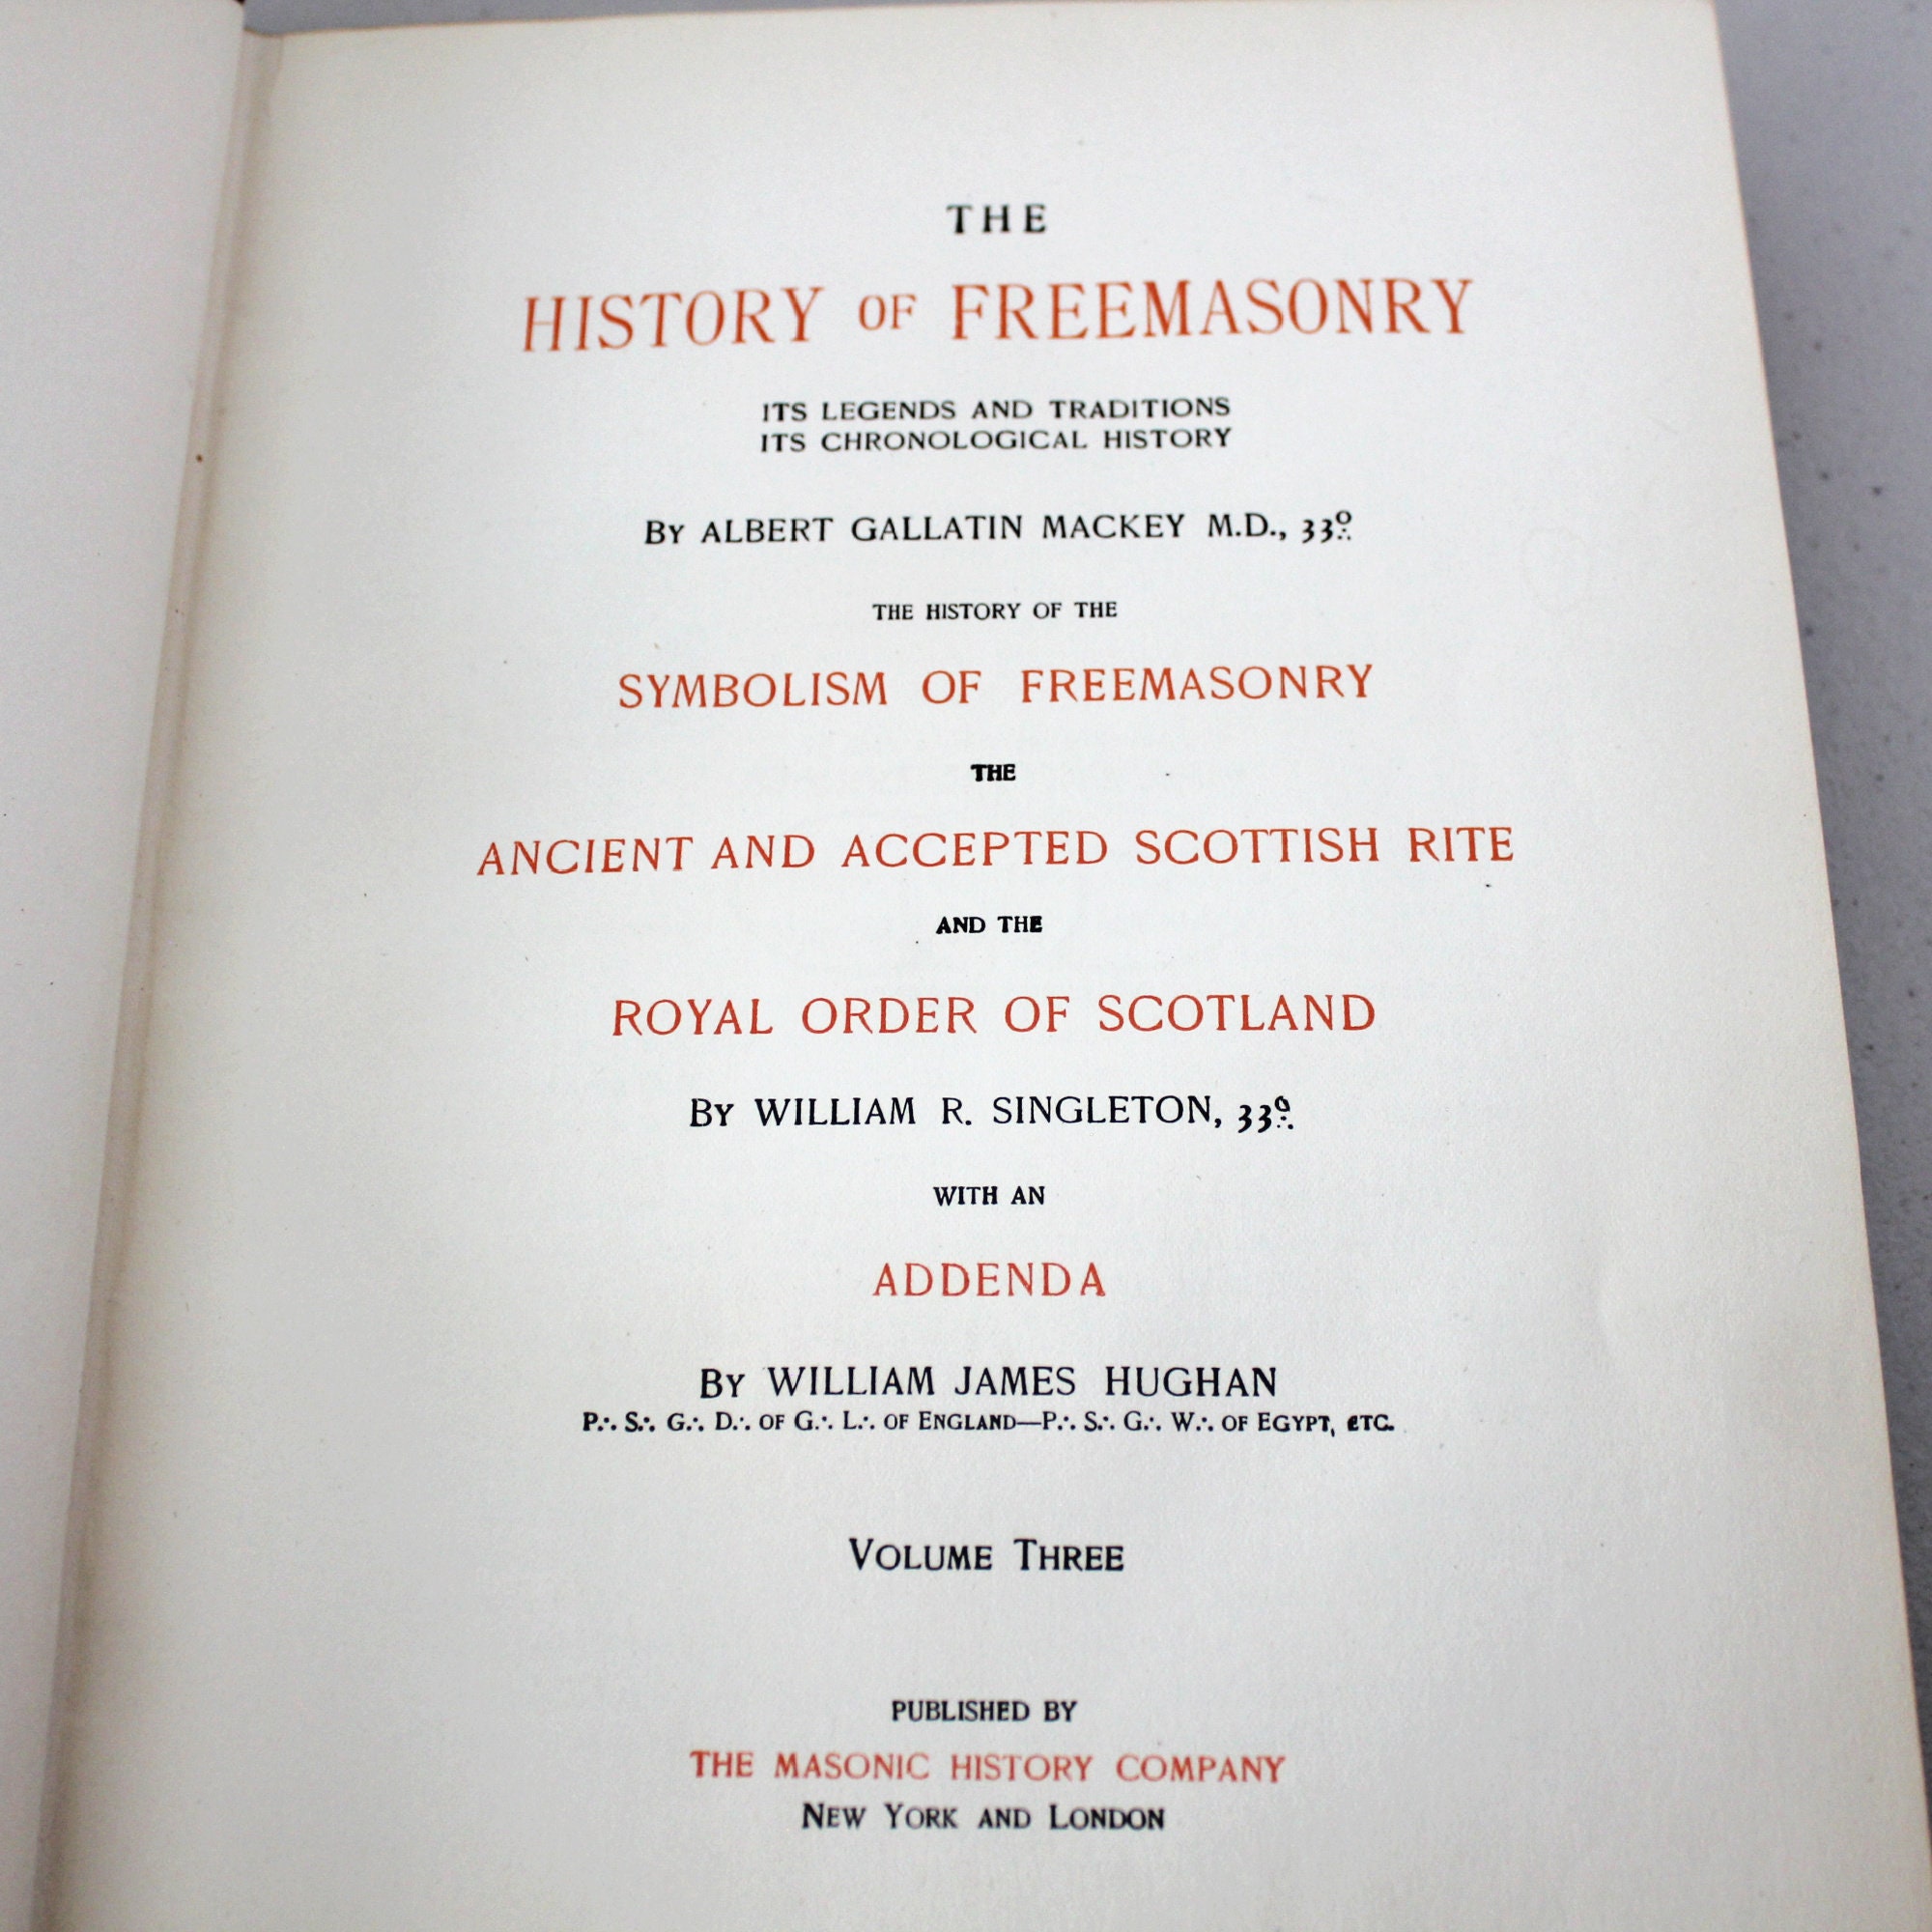 THE
HISTORY OF FREEMASONRY
ITS LEGENDS AND TRADITIONS
ITS CHRONOLOGICAL HISTORY
BY ALBERT GALLATIN MACKEY M.D., 33º∴
THE HISTORY OF THE
SYMBOLISM OF FREEMASONRY
THE
ANCIENT AND ACCEPTED SCOTTISH RITE
AND THE
ROYAL ORDER OF SCOTLAND
BY WILLIAM R. SINGLETON, 33º∴
WITH AN
ADDENDA
BY WILLIAM JAMES HUGHAN
P∴ S∴ G∴ D∴ OF G∴ L∴ OF ENGLAND—P∴ S∴ G∴ W∴ OF EGYPT, ETC.
VOLUME THREE
PUBLISHED BY
THE MASONIC HISTORY COMPANY
NEW YORK AND LONDON